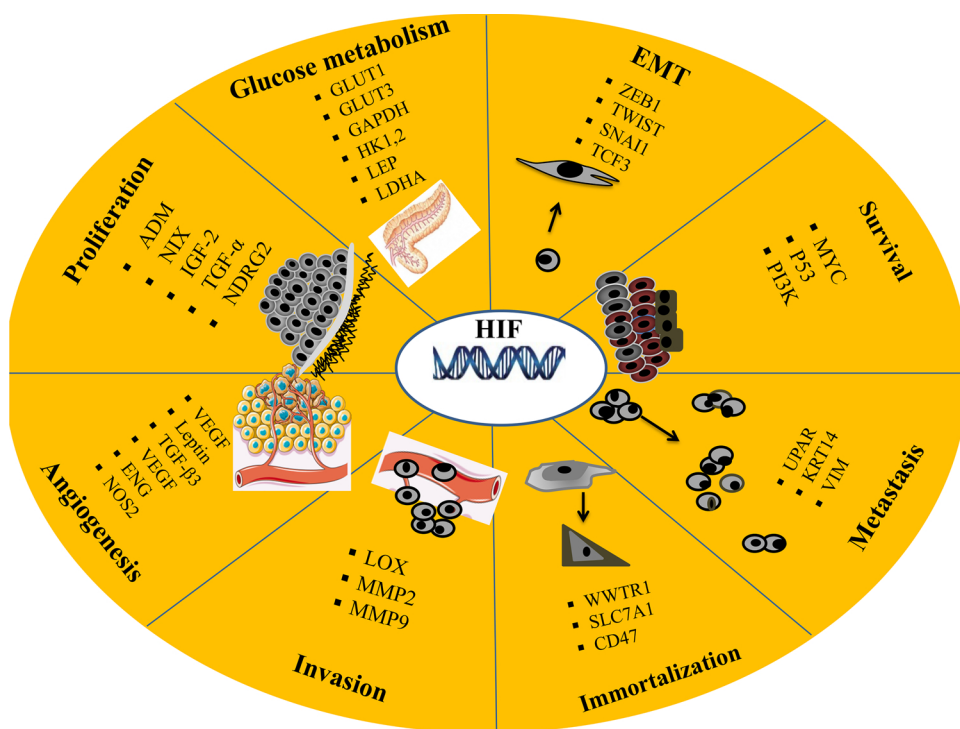 Glucose metabolism
GLUT1
GLUT3
GAPDH
HK1,2
LEP
LDHA
EMT
ZEB1
TWIST
SNAI1
TCF3
Survival
MYC
P53
PI3K
Metastasis
UPAR
KRT14
VIM
Immortalization
WWTR1
SLC7A1
CD47
Invasion
LOX
MMP2
MMP9
Angiogenesis
VEGF
Leptin
TGF-β3
VEGF
ENG
NOS2
Proliferation
ADM
NIX
IGF-2
TGF-α
NDRG2
HIF